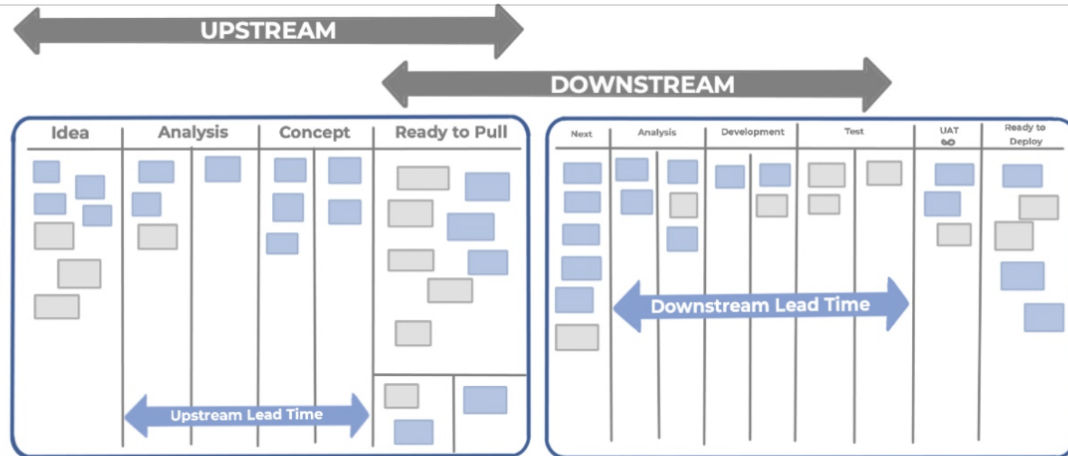 UPSTREAM
DOWNSTREAM
Idea
Analysis
Concept
Ready to Pull
Next
Analysis
Development
Test
UAT
∞
Ready to
Deploy
Downstream Lead Time
Upstream Lead Time